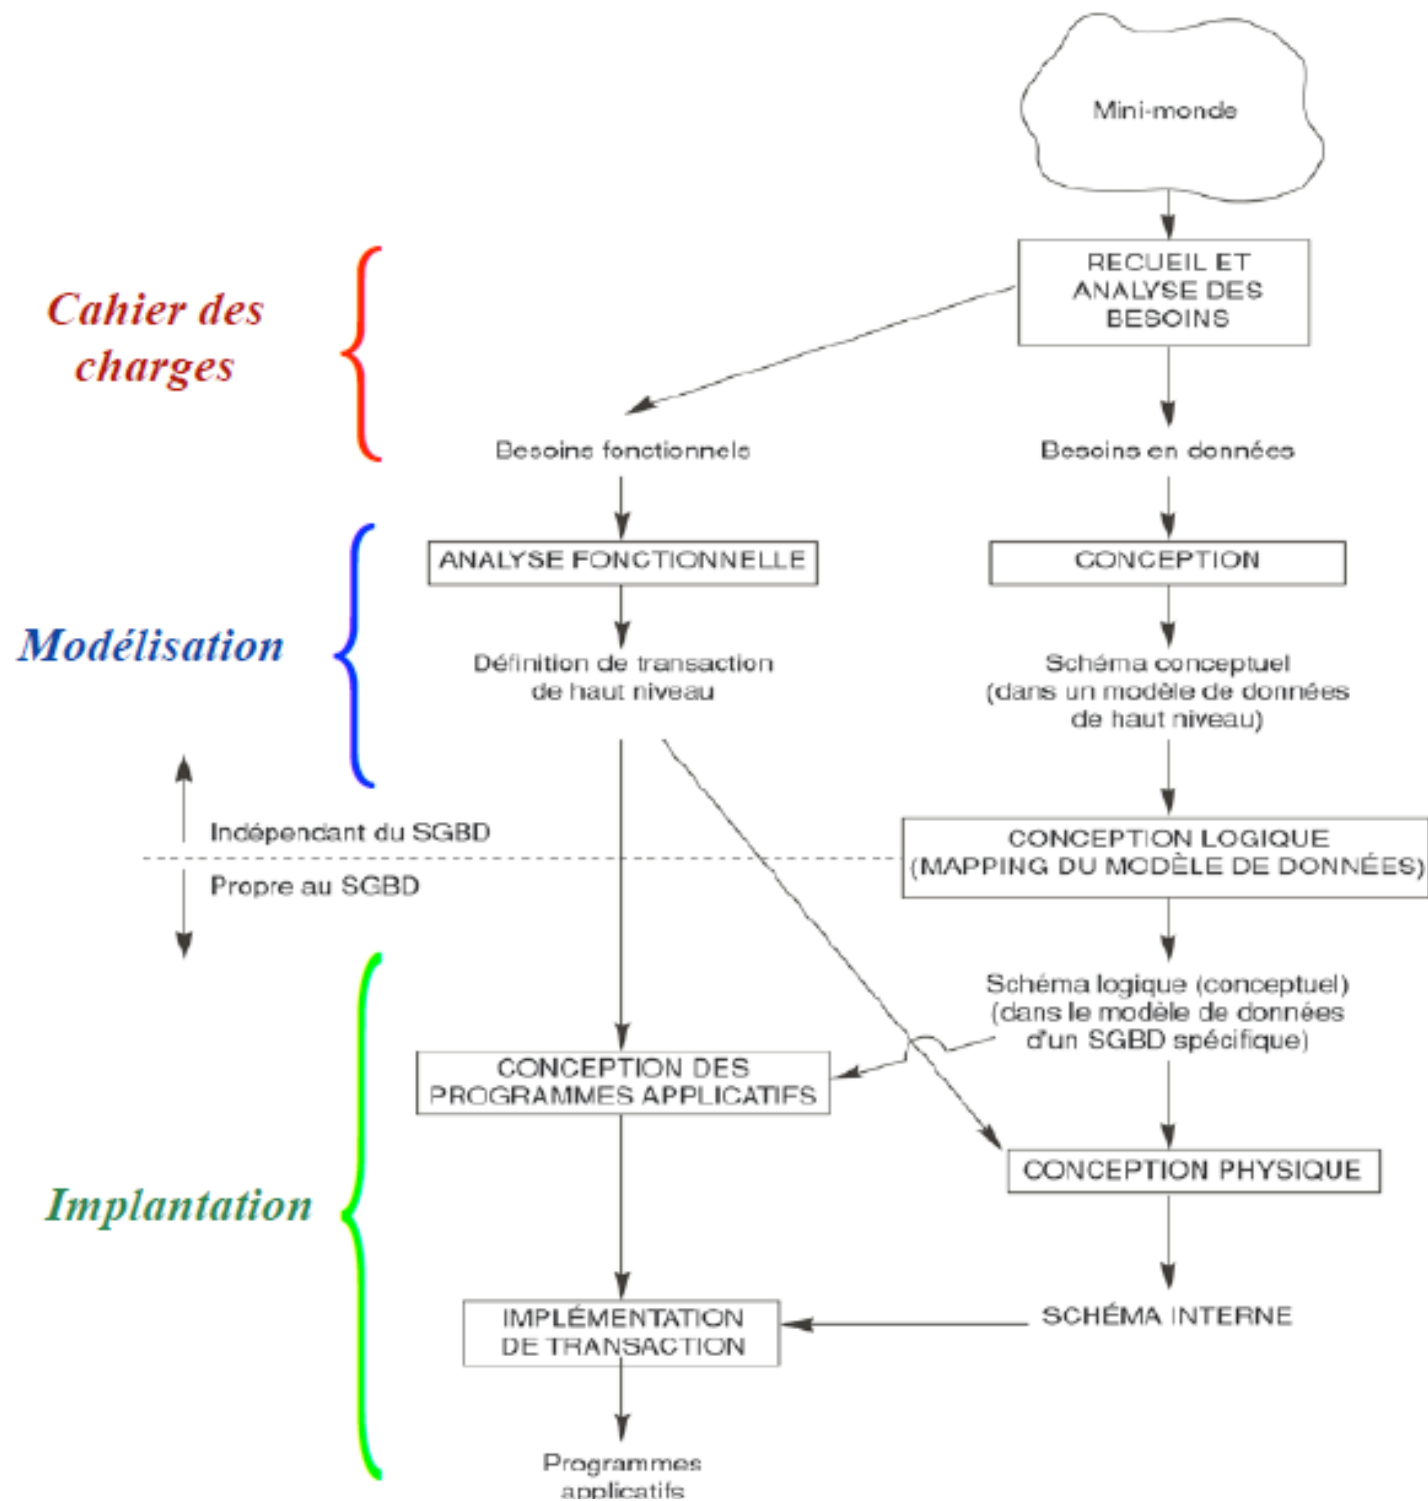 Mini-monde
RECUEIL ET
ANALYSE DES
BESOINS
Cahier des
charges
Besoins fonctionnels
Besoins en données
ANALYSE FONCTIONNELLE
CONCEPTION
Modélisation
Définition de transaction
de haut niveau
Schéma conceptuel
(dans un modèle de données
de haut niveau)
Indépendant du SGBD
Propre au SGBD
CONCEPTION LOGIQUE
(MAPPING DU MODÈLE DE DONNÉES)
Schéma logique (conceptuel)
(dans le modèle de données
d'un SGBD spécifique)
CONCEPTION DES
PROGRAMMES APPLICATIFS
CONCEPTION PHYSIQUE
Implantation
IMPLÉMENTATION
DE TRANSACTION
SCHÉMA INTERNE
Programmes
applicatifs